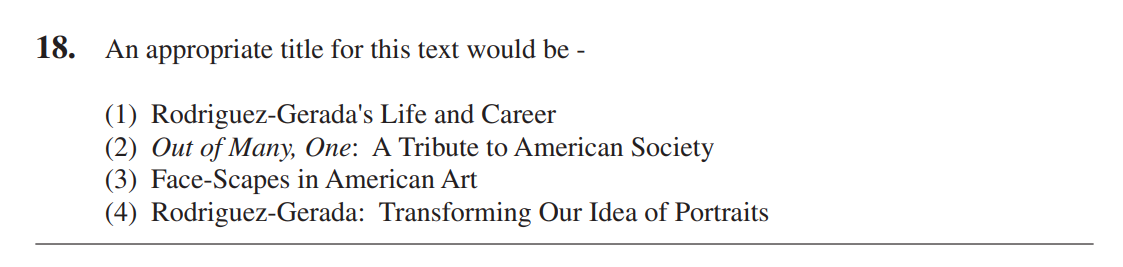 18. An appropriate title for this text would be -
(1) Rodriguez-Gerada's Life and Career
(2) Out of Many, One: A Tribute to American Society
(3) Face-Scapes in American Art
(4) Rodriguez-Gerada: Transforming Our Idea of Portraits